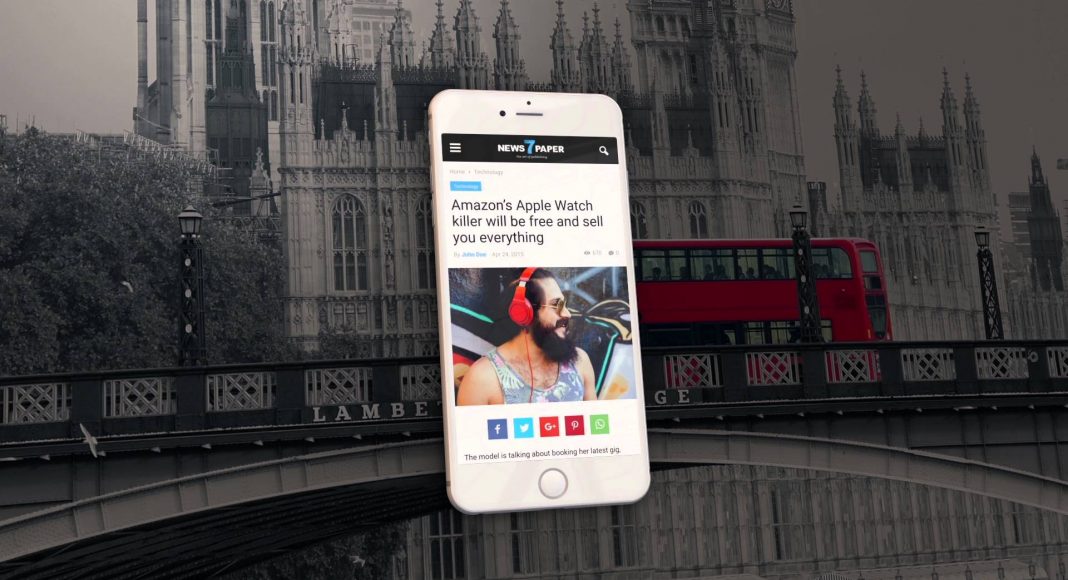 NEWS 7 PAPER
the art of publishing
Home > Technology
Technology
Amazon's Apple Watch
killer will be free and sell
you everything
By John Doe - Apr 24, 2015 0
The model is talking about booking her latest gig,
LAMBE GE